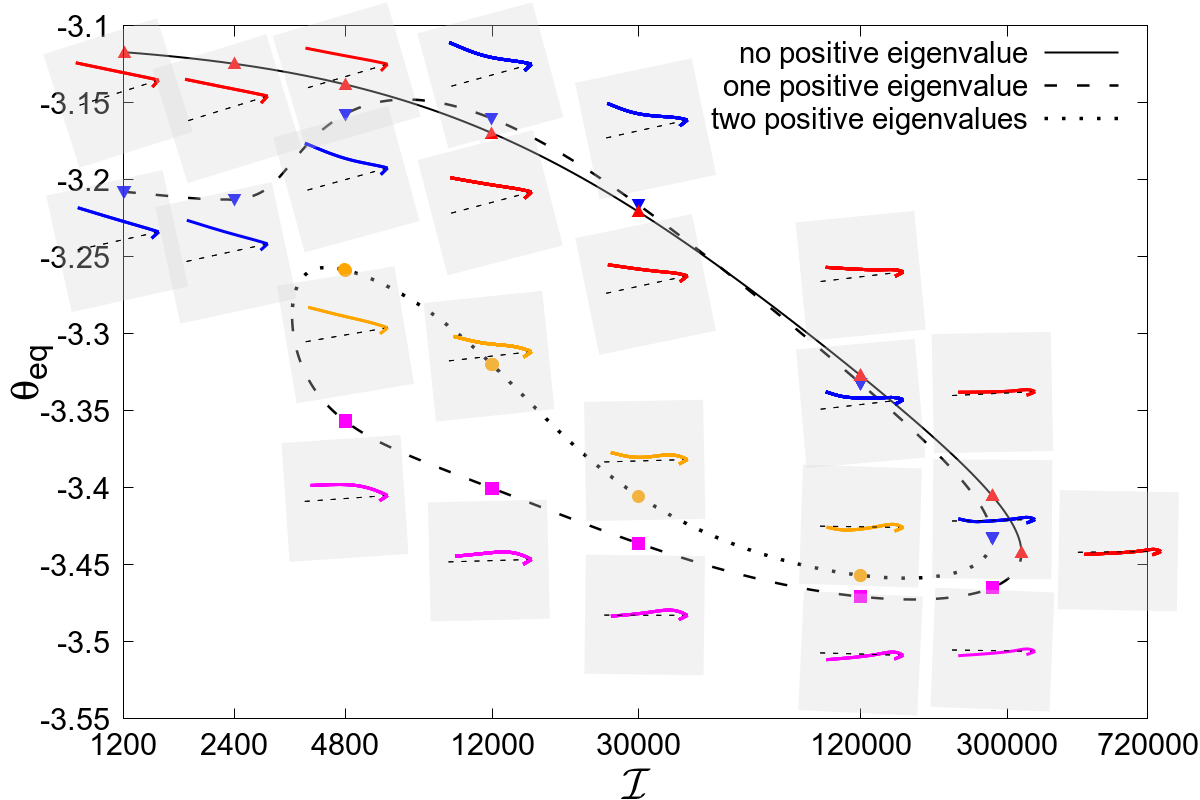 no positive eigenvalue
one positive eigenvalue
two positive eigenvalues
-3.1
-3.15
-3.2
-3.25
-3.3
-3.35
-3.4
-3.45
-3.5
-3.55
θeq
1200 2400 4800 12000 30000 120000 300000 720000
ℐ